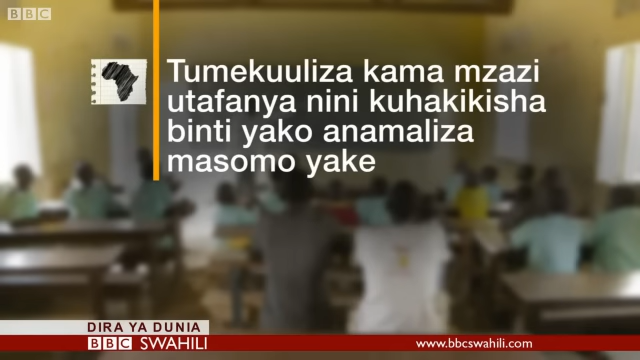 BBC
Tumekuuliza kama mzazi
utafanya nini kuhakikisha
binti yako anamaliza
masomo yake
DIRA YA DUNIA
BBC SWAHILI
www.bbcswahili.com